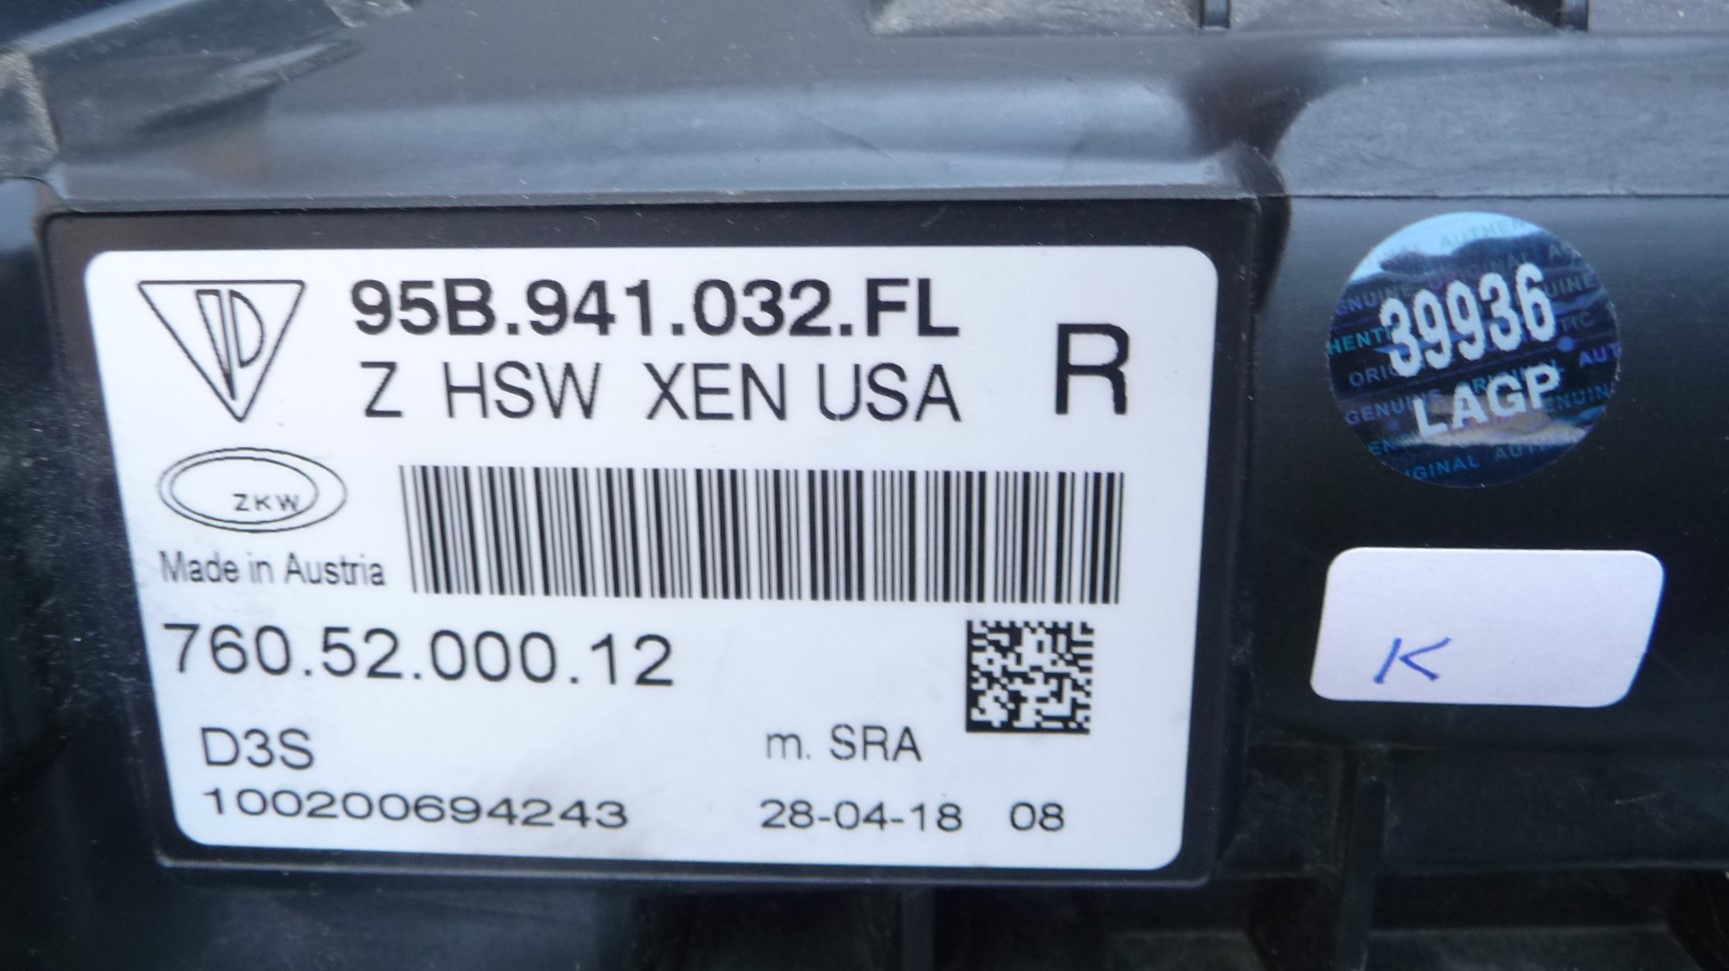 95B.941.032.FL
Z HSW XEN USA
R
ZKW
Made in Austria
760.52.000.12
D3S
m. SRA
100200694243
28-04-18 08
39936
LAGP
K